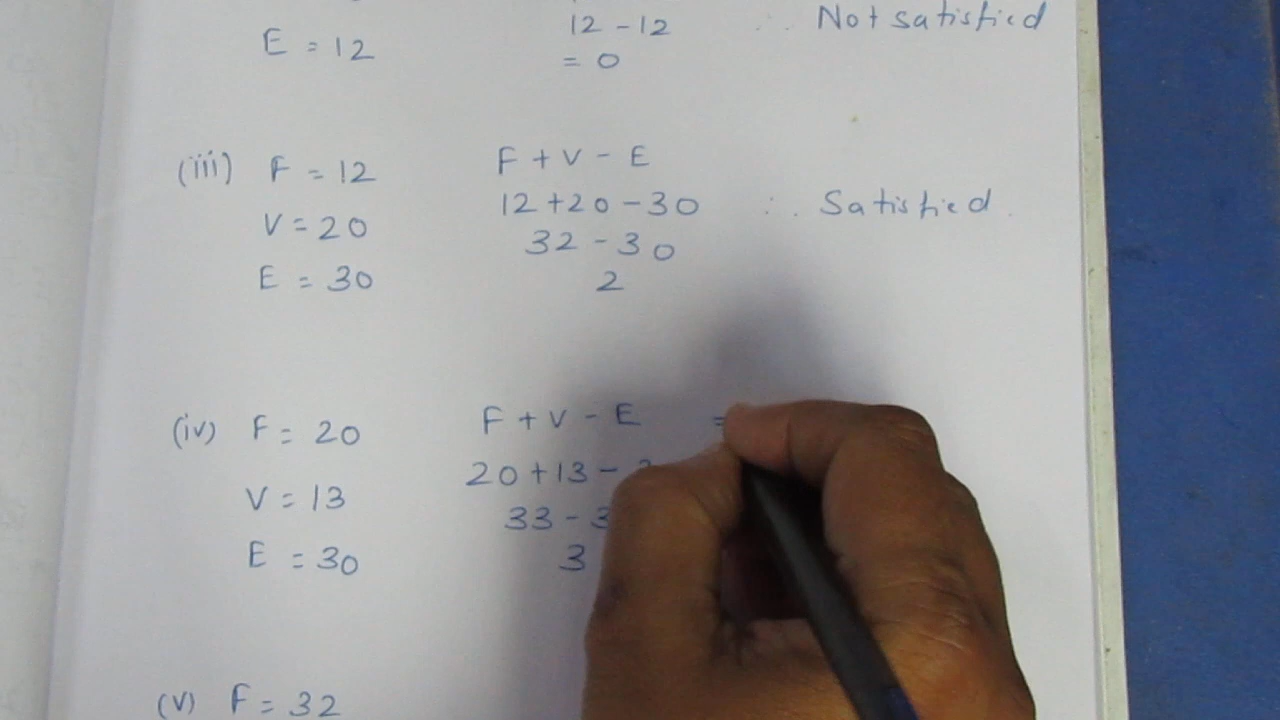 12 - 12
∴ Not satisfied
E = 12
= 0
(iii) F = 12
F + V - E
12 + 20 - 30
∴ Satisfied
V = 20
32 - 30
E = 30
2
(iv) F = 20
F + V - E =
20 + 13 -
V = 13
33 - 3
E = 30
3
(v) F = 32